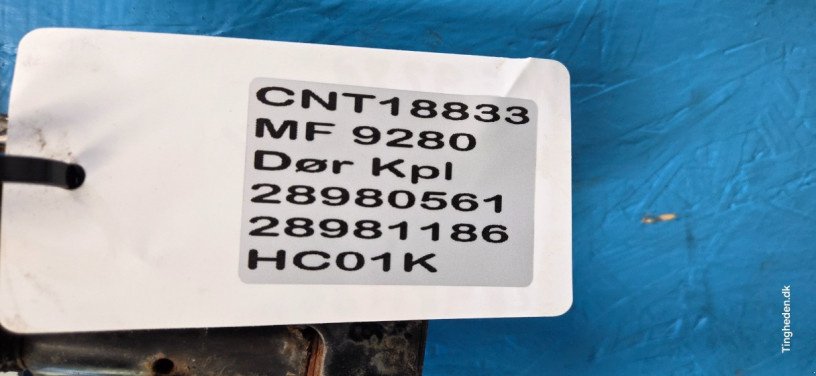 CNT18833
MF 9280
Dør Kpl
28980561
28981186
HC01K
Tingheden.dk